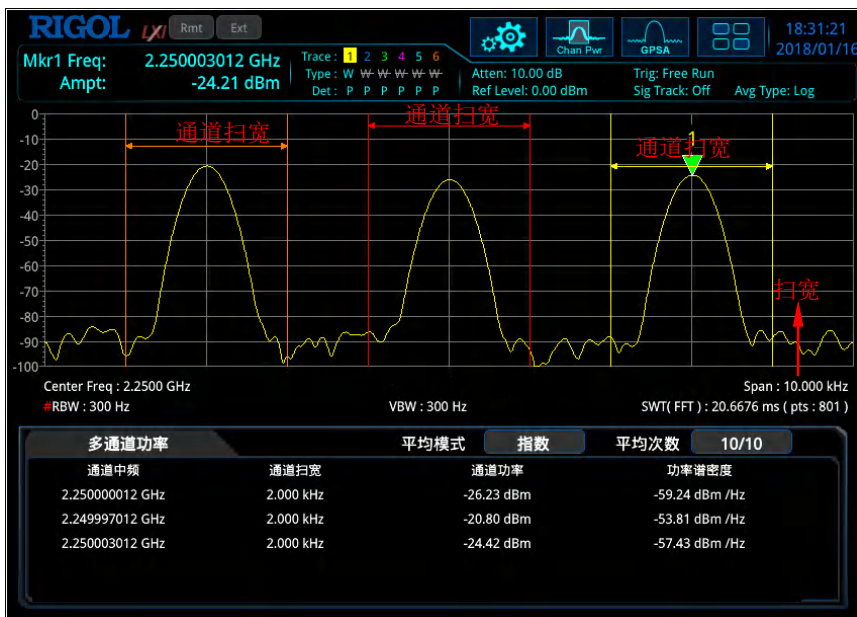 RIGOL LXI Rmt Ext Chan Pwr GPSA 18:31:21
2018/01/16
Mkr1 Freq: 2.250003012 GHz
Ampt: -24.21 dBm
Trace: 1 2 3 4 5 6
Type: W W W W W W
Det: P P P P P P
Atten: 10.00 dB
Ref Level: 0.00 dBm
Trig: Free Run
Sig Track: Off
Avg Type: Log
0
-10
-20
-30
-40
-50
-60
-70
-80
-90
-100
通道扫宽
通道扫宽
通道扫宽
1
扫宽
Center Freq : 2.2500 GHz
Span : 10.000 kHz
#RBW : 300 Hz
VBW : 300 Hz
SWT( FFT ) : 20.6676 ms ( pts : 801 )
多通道功率 平均模式 指数 平均次数 10/10
通道中频 通道扫宽 通道功率 功率谱密度
2.250000012 GHz 2.000 kHz -26.23 dBm -59.24 dBm /Hz
2.249997012 GHz 2.000 kHz -20.80 dBm -53.81 dBm /Hz
2.250003012 GHz 2.000 kHz -24.42 dBm -57.43 dBm /Hz